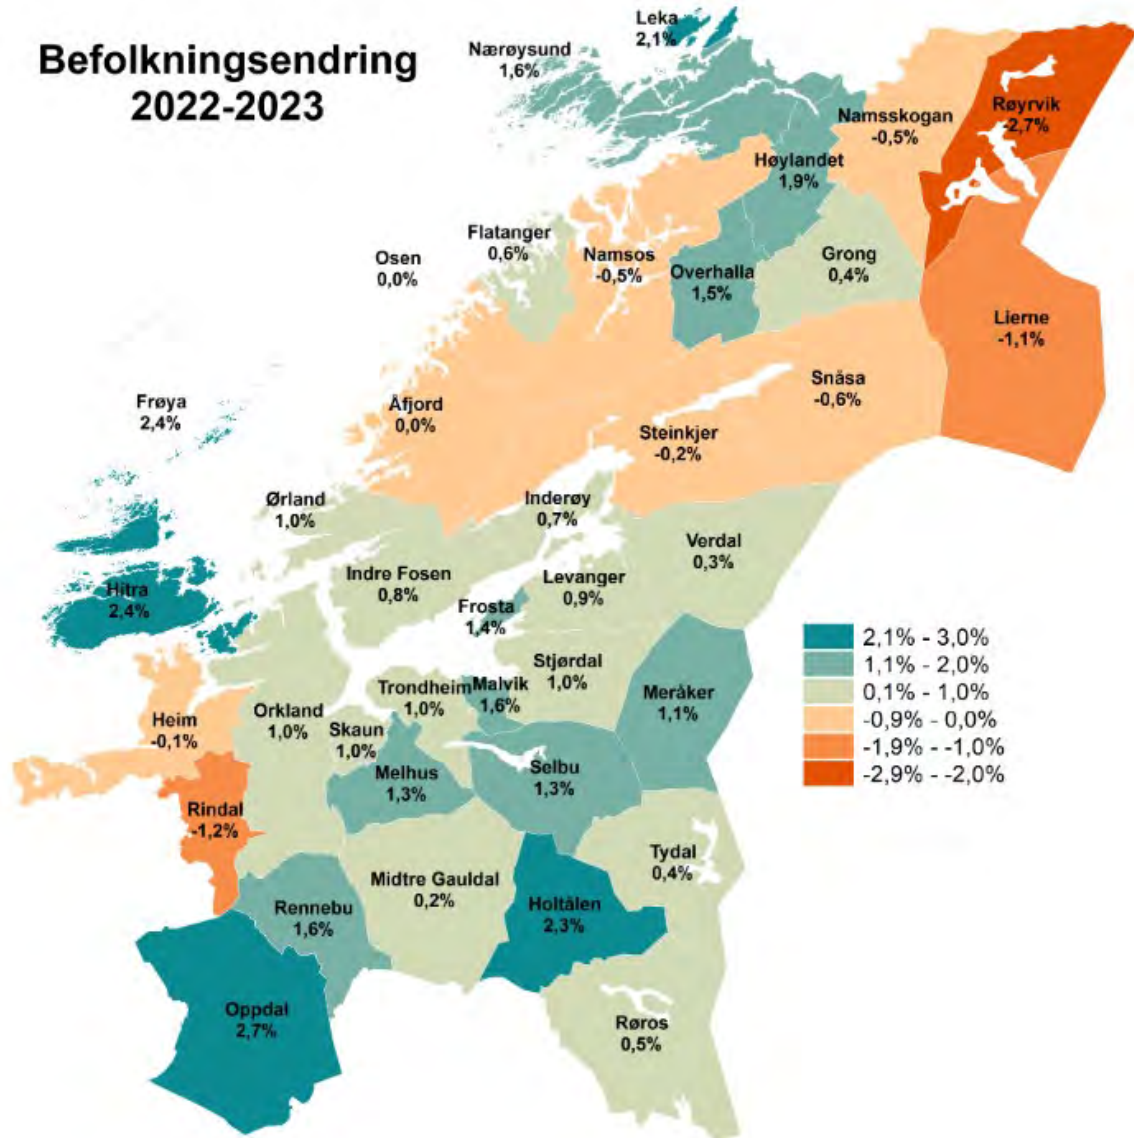 Befolkningsendring
2022-2023
Leka
2,1%
Nærøysund
1,6%
Namsskogan
-0,5%
Røyrvik
-2,7%
Høylandet
1,9%
Flatanger
0,6%
Osen
0,0%
Namsos
-0,5%
Overhalla
1,5%
Grong
0,4%
Lierne
-1,1%
Snåsa
-0,6%
Frøya
2,4%
Åfjord
0,0%
Steinkjer
-0,2%
Ørland
1,0%
Inderøy
0,7%
Verdal
0,3%
Hitra
2,4%
Indre Fosen
0,8%
Levanger
0,9%
Frosta
1,4%
Stjørdal
1,0%
Meråker
1,1%
Trondheim
1,0%
Malvik
1,6%
Heim
-0,1%
Orkland
1,0%
Skaun
1,0%
Melhus
1,3%
Selbu
1,3%
Rindal
-1,2%
Midtre Gauldal
0,2%
Tydal
0,4%
Rennebu
1,6%
Holtålen
2,3%
Oppdal
2,7%
Røros
0,5%
2,1% - 3,0%
1,1% - 2,0%
0,1% - 1,0%
-0,9% - 0,0%
-1,9% - -1,0%
-2,9% - -2,0%